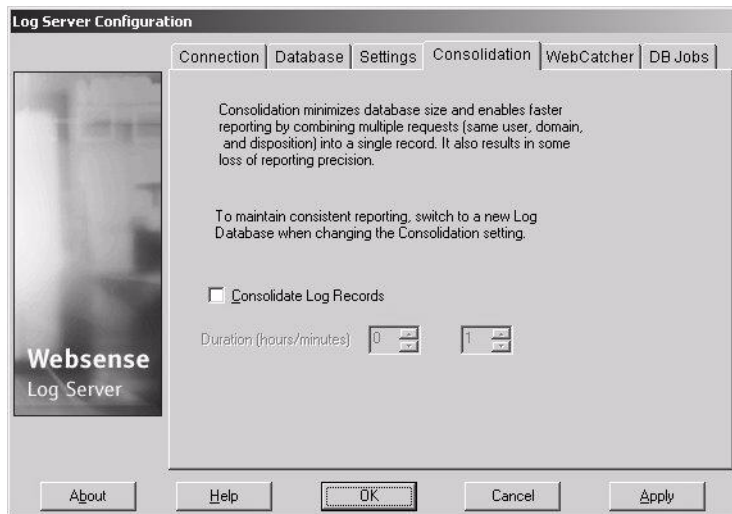 Log Server Configuration
Connection Database Settings Consolidation WebCatcher DB Jobs
Consolidation minimizes database size and enables faster
reporting by combining multiple requests (same user, domain,
and disposition) into a single record. It also results in some
loss of reporting precision.
To maintain consistent reporting, switch to a new Log
Database when changing the Consolidation setting.
Consolidate Log Records
Duration (hours/minutes) 0 1
Websense
Log Server
About Help OK Cancel Apply